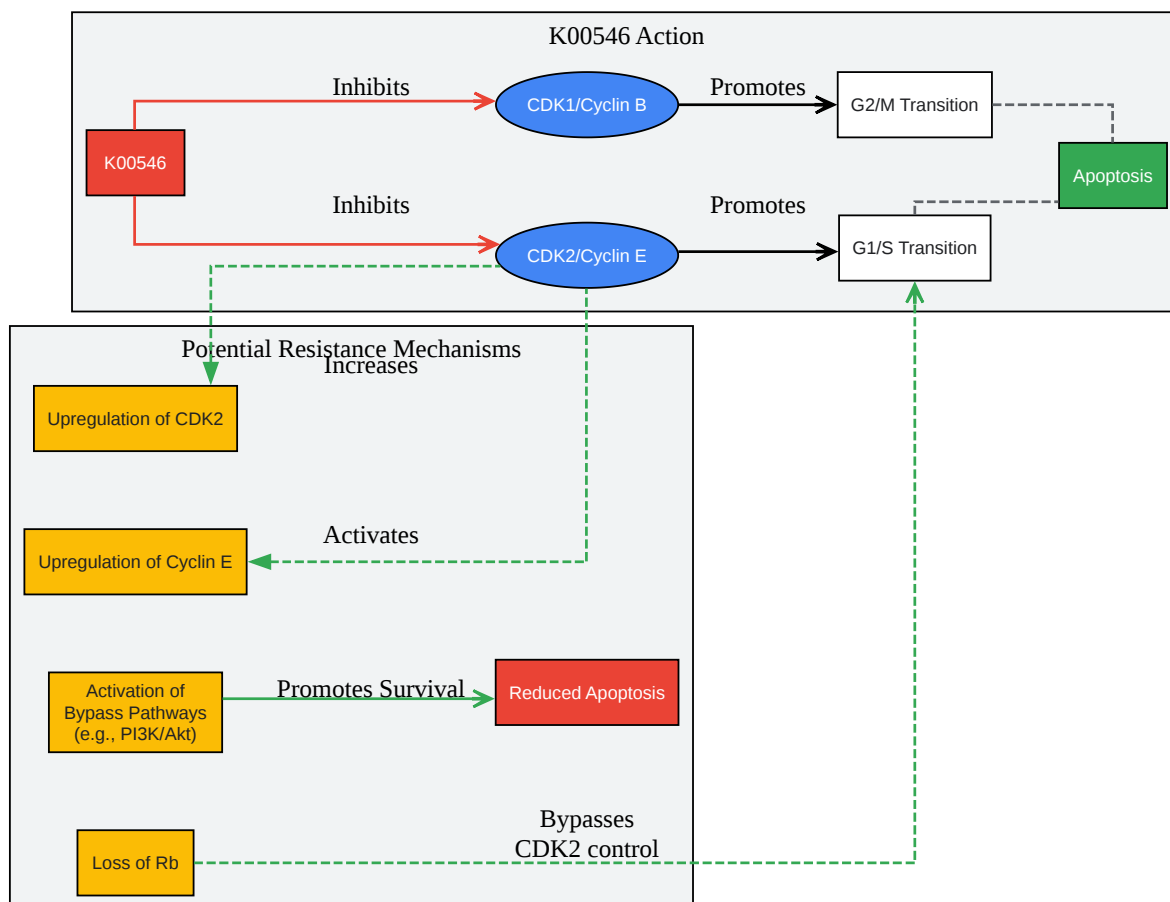 K00546 Action
Inhibits
Promotes
CDK1/Cyclin B
G2/M Transition
K00546
Apoptosis
Inhibits
Promotes
CDK2/Cyclin E
G1/S Transition
Potential Resistance Mechanisms
Increases
Upregulation of CDK2
Activates
Upregulation of Cyclin E
Activation of
Bypass Pathways
(e.g., PI3K/Akt)
Promotes Survival
Reduced Apoptosis
Bypasses
CDK2 control
Loss of Rb